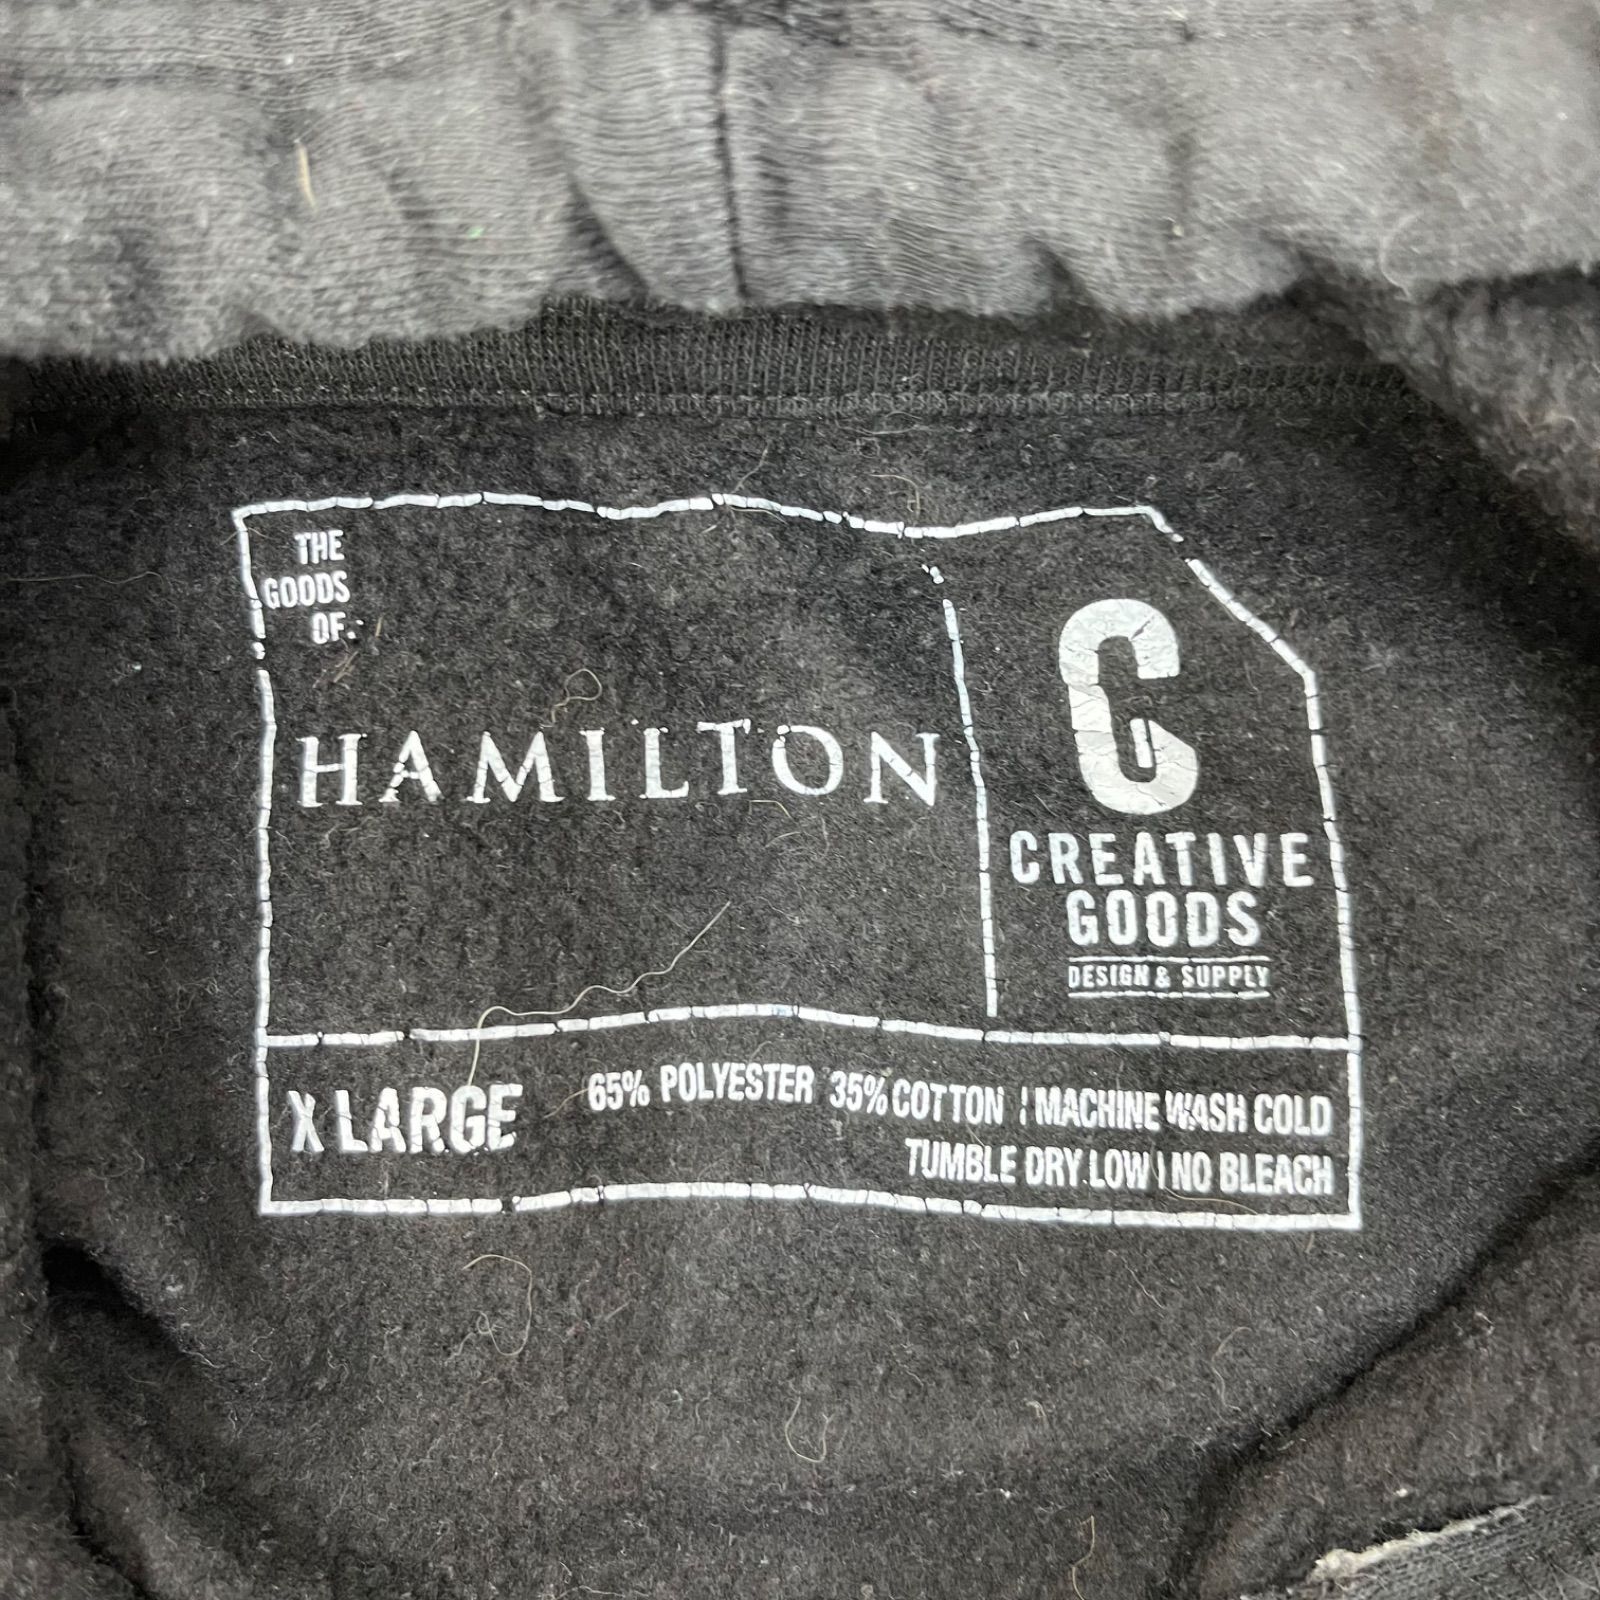 THE
GOODS
OF:
HAMILTON
C
CREATIVE
GOODS
DESIGN & SUPPLY
X LARGE
65% POLYESTER 35% COTTON | MACHINE WASH COLD
TUMBLE DRY LOW | NO BLEACH